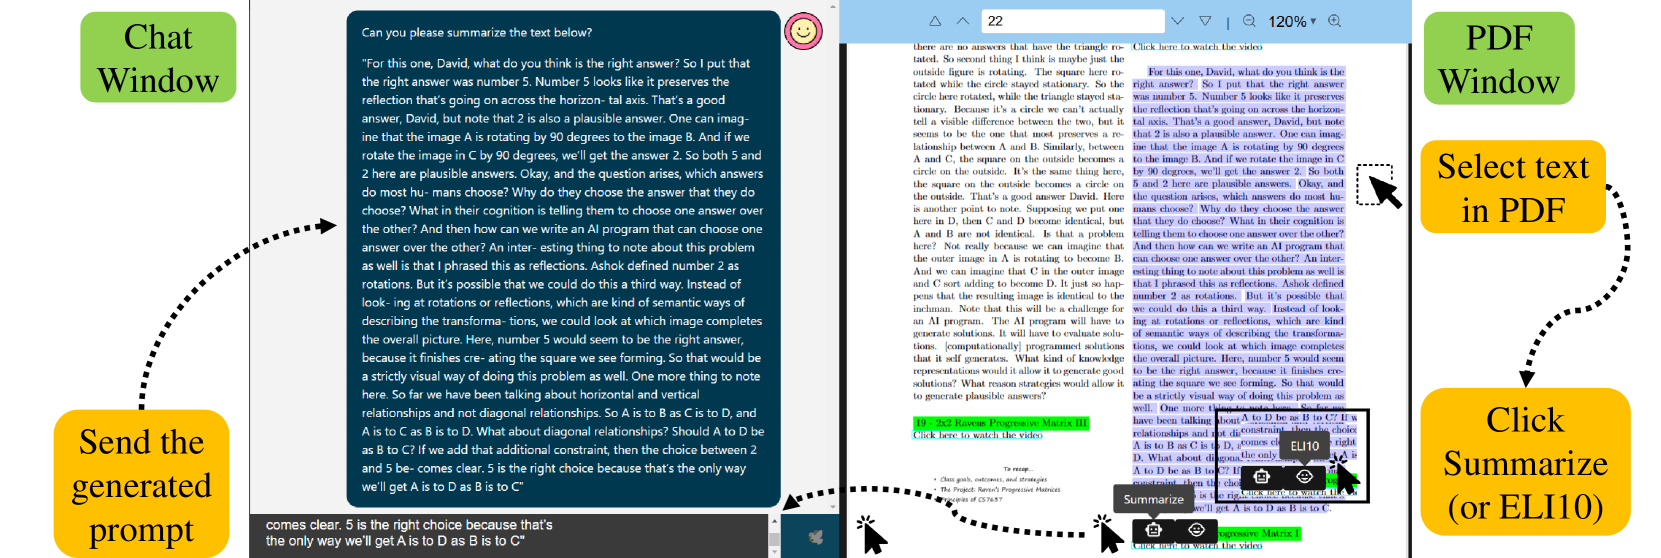 Chat
Window
Send the
generated
prompt
Can you please summarize the text below?
"For this one, David, what do you think is the right answer? So I put that
the right answer was number 5. Number 5 looks like it preserves the
reflection that's going on across the horizon- tal axis. That's a good
answer, David, but note that 2 is also a plausible answer. One can imag-
ine that the image A is rotating by 90 degrees to the image B. And if we
rotate the image in C by 90 degrees, we'll get the answer 2. So both 5 and
2 here are plausible answers. Okay, and the question arises, which answers
do most hu- mans choose? Why do they choose the answer that they do
choose? What in their cognition is telling them to choose one answer over
the other? And then how can we write an AI program that can choose one
answer over the other? An inter- esting thing to note about this problem
as well is that I phrased this as reflections. Ashok defined number 2 as
rotations. But it's possible that we could do this a third way. Instead of
look- ing at rotations or reflections, which are kind of semantic ways of
describing the transforma- tions, we could look at which image completes
the overall picture. Here, number 5 would seem to be the right answer,
because it finishes cre- ating the square we see forming. So that would be
a strictly visual way of doing this problem as well. One more thing to note
here. So far we have been talking about horizontal and vertical
relationships and not diagonal relationships. So A is to B as C is to D, and
A is to C as B is to D. What about diagonal relationships? Should A to D be
as B to C? If we add that additional constraint, then the choice between 2
and 5 be- comes clear. 5 is the right choice because that's the only way
we'll get A is to D as B is to C"
comes clear. 5 is the right choice because that's
the only way we'll get A is to D as B is to C"
22
120%
there are no answers that have the triangle ro-
tated. So second thing I think is maybe just the
outside figure is rotating. The square here ro-
tated while the circle stayed stationary. So the
circle here rotated, while the triangle stayed sta-
tionary. Because it's a circle we can't actually
tell a visible difference between the two, but it
seems to be the one that most preserves a re-
lationship between A and B. Similarly, between
A and C, the square on the outside becomes a
circle on the outside. It's the same thing here,
the square on the outside becomes a circle on
the outside. That's a good answer David. Here
is another point to note. Supposing we put one
here in D, then C and D become identical, but
A and B are not identical. Is that a problem
here? Not really because we can imagine that
the outer image in A is rotating to become B.
And we can imagine that C in the outer image
and C sort adding to become D. It just so hap-
pens that the resulting image is identical to the
inchman. Note that this will be a challenge for
an AI program. The AI program will have to
generate solutions. It will have to evaluate solu-
tions. [computationally] programmed solutions
that it self generates. What kind of knowledge
representations would it allow it to generate good
solutions? What reason strategies would allow it
to generate plausible answers?
19 - 2x2 Ravens Progressive Matrix III
Click here to watch the video
To recap...
• Class goals, outcomes, and strategies
• The Project: Raven's Progressive Matrices
Principles of CS7637
Click here to watch the video
For this one, David, what do you think is the
right answer? So I put that the right answer
was number 5. Number 5 looks like it preserves
the reflection that's going on across the horizon-
tal axis. That's a good answer, David, but note
that 2 is also a plausible answer. One can imag-
ine that the image A is rotating by 90 degrees
to the image B. And if we rotate the image in C
by 90 degrees, we'll get the answer 2. So both
5 and 2 here are plausible answers. Okay, and
the question arises, which answers do most hu-
mans choose? Why do they choose the answer
that they do choose? What in their cognition is
telling them to choose one answer over the other?
And then how can we write an AI program that
can choose one answer over the other? An inter-
esting thing to note about this problem as well is
that I phrased this as reflections. Ashok defined
number 2 as rotations. But it's possible that
we could do this a third way. Instead of look-
ing at rotations or reflections, which are kind
of semantic ways of describing the transforma-
tions, we could look at which image completes
the overall picture. Here, number 5 would seem
to be the right answer, because it finishes cre-
ating the square we see forming. So that would
be a strictly visual way of doing this problem as
well. One more thing to note here. So far we
have been talking about
relationships and not di
A is to B as C is to D,
D. What about diagona
A to D be as B to C? If
constraint, then the choi
we'll get A is to D as B is to C.
A to D be as B to C? If w
constraint, then the choic
comes cl
right
the only
A is
ELI10
Click here to watch the
Summarize
rogressive Matrix I
Click here to watch the video
PDF
Window
Select text
in PDF
Click
Summarize
(or ELI10)